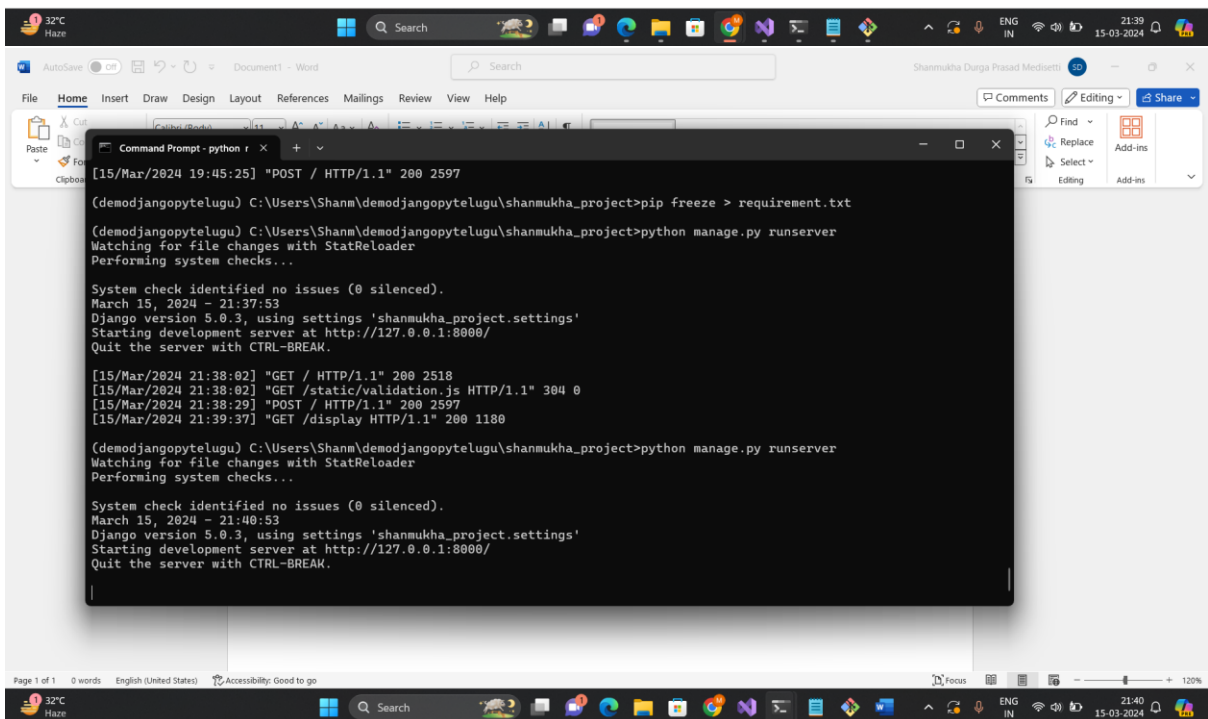 32°C
Haze
Search
ENG
IN
21:39
15-03-2024
AutoSave Off Document1 - Word
Search
Shanmukha Durga Prasad Medisetti SD
File Home Insert Draw Design Layout References Mailings Review View Help
Comments Editing Share
Paste
Cut
Clipboa
Calibri (Body) 11
Find
Replace
Select
Editing
Add-ins
Add-ins
Command Prompt - python r
[15/Mar/2024 19:45:25] "POST / HTTP/1.1" 200 2597
(demodjangopytelugu) C:\Users\Shanm\demodjangopytelugu\shanmukha_project>pip freeze > requirement.txt
(demodjangopytelugu) C:\Users\Shanm\demodjangopytelugu\shanmukha_project>python manage.py runserver
Watching for file changes with StatReloader
Performing system checks...
System check identified no issues (0 silenced).
March 15, 2024 - 21:37:53
Django version 5.0.3, using settings 'shanmukha_project.settings'
Starting development server at http://127.0.0.1:8000/
Quit the server with CTRL-BREAK.
[15/Mar/2024 21:38:02] "GET / HTTP/1.1" 200 2518
[15/Mar/2024 21:38:02] "GET /static/validation.js HTTP/1.1" 304 0
[15/Mar/2024 21:38:29] "POST / HTTP/1.1" 200 2597
[15/Mar/2024 21:39:37] "GET /display HTTP/1.1" 200 1180
(demodjangopytelugu) C:\Users\Shanm\demodjangopytelugu\shanmukha_project>python manage.py runserver
Watching for file changes with StatReloader
Performing system checks...
System check identified no issues (0 silenced).
March 15, 2024 - 21:40:53
Django version 5.0.3, using settings 'shanmukha_project.settings'
Starting development server at http://127.0.0.1:8000/
Quit the server with CTRL-BREAK.
Page 1 of 1 0 words English (United States) Accessibility: Good to go
Focus
120%
32°C
Haze
Search
ENG
IN
21:40
15-03-2024